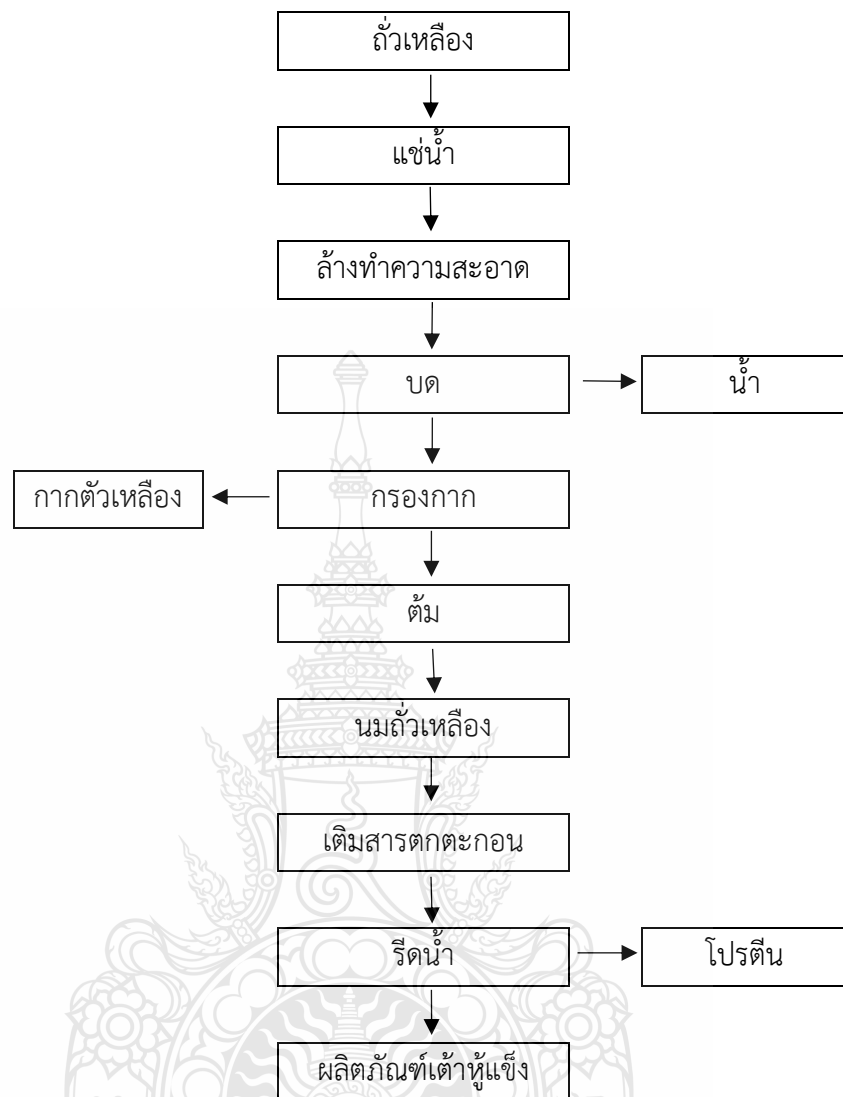 ถั่วเหลือง
แช่น้ำ
ล้างทำความสะอาด
บด
น้ำ
กากตัวเหลือง
กรองกาก
ต้ม
นมถั่วเหลือง
เติมสารตกตะกอน
รีดน้ำ
โปรตีน
ผลิตภัณฑ์เต้าหู้แข็ง